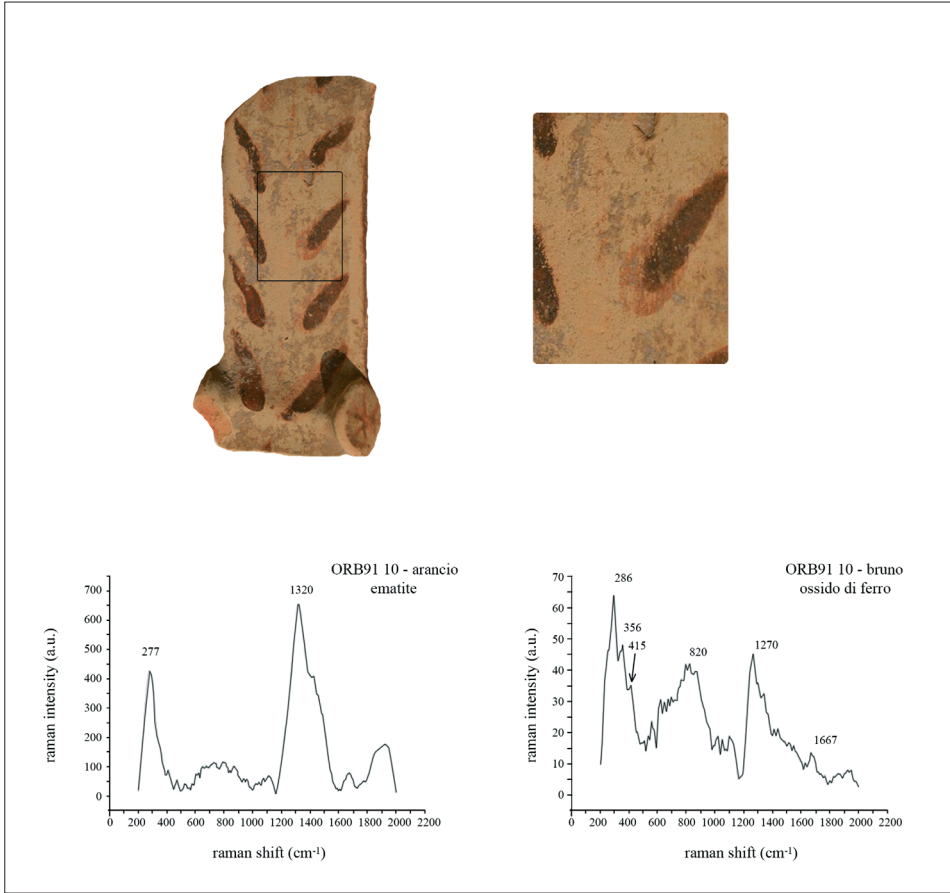 ORB91 10 - arancio
ematite
700
600
500
400
300
200
100
0
277
1320
raman intensity (a.u.)
0 200 400 600 800 1000 1200 1400 1600 1800 2000 2200
raman shift (cm-1)
ORB91 10 - bruno
ossido di ferro
70
60
50
40
30
20
10
0
286
356
415
820
1270
1667
raman intensity (a.u.)
0 200 400 600 800 1000 1200 1400 1600 1800 2000 2200
raman shift (cm-1)